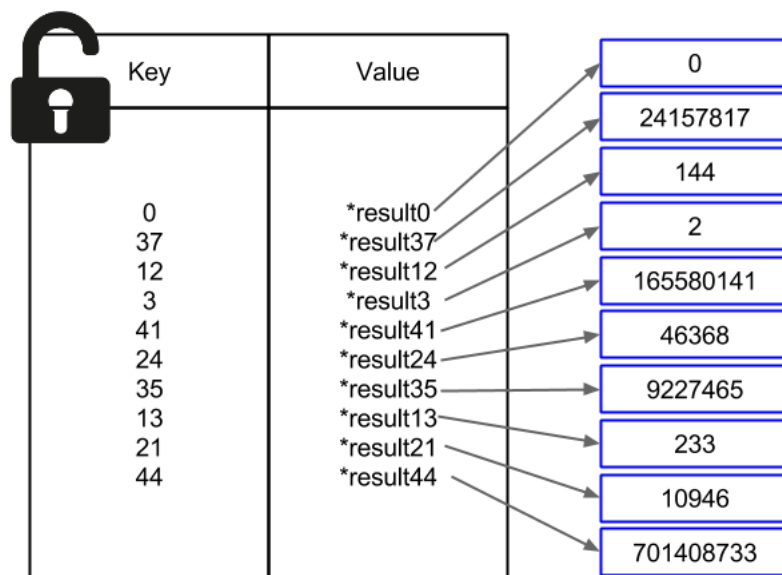 Key Value
0
24157817
144
2
165580141
46368
9227465
233
10946
701408733
0 *result0
37 *result37
12 *result12
3 *result3
41 *result41
24 *result24
35 *result35
13 *result13
21 *result21
44 *result44